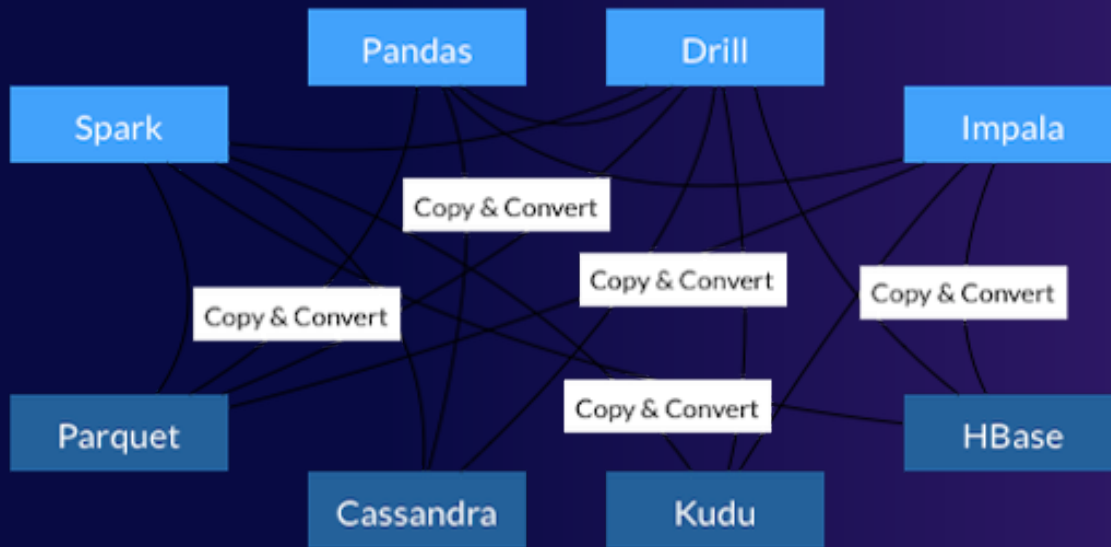 Pandas
Drill
Spark
Impala
Copy & Convert
Copy & Convert
Copy & Convert
Copy & Convert
Copy & Convert
Parquet
HBase
Cassandra
Kudu